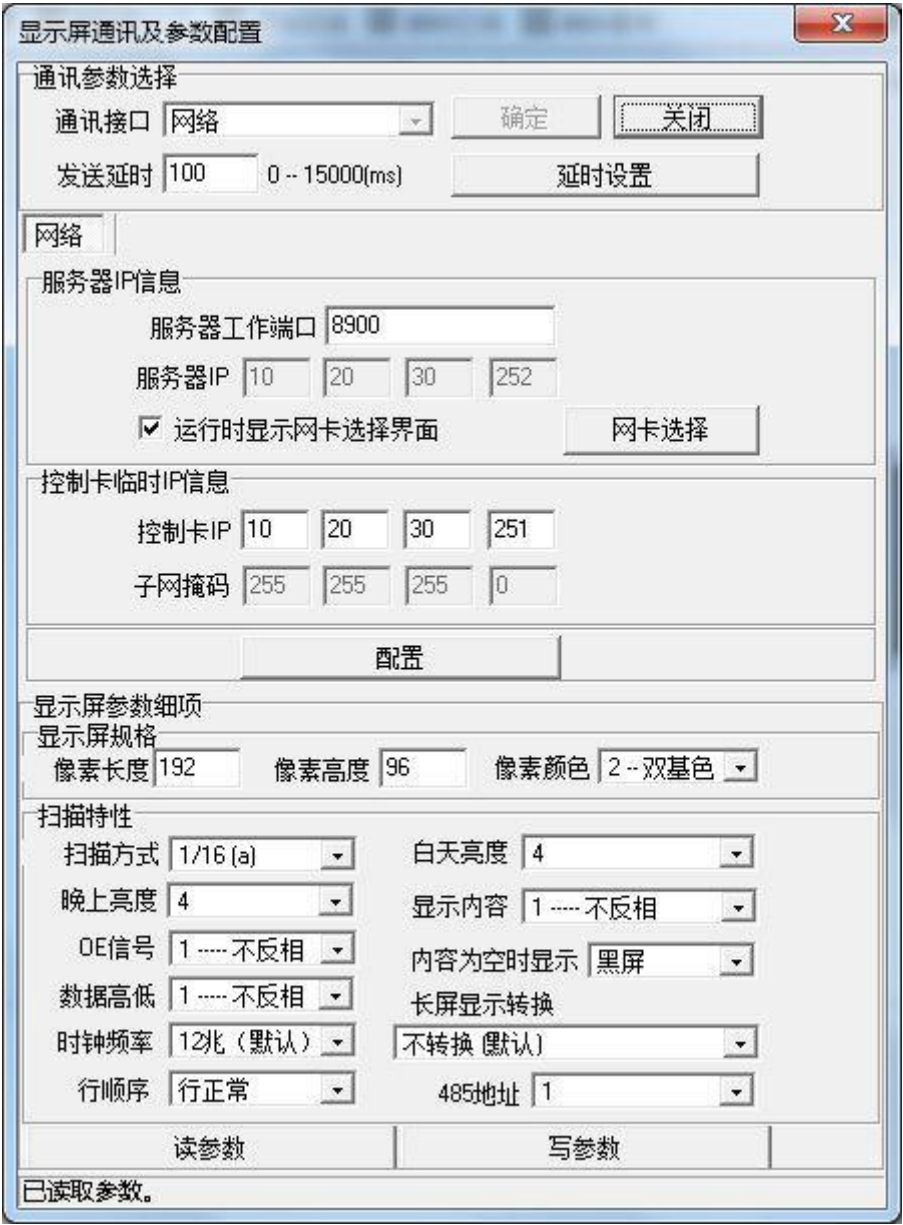 显示屏通讯及参数配置
通讯参数选择
通讯接口 网络 确定 关闭
发送延时 100 0 -- 15000(ms) 延时设置
网络
服务器IP信息
服务器工作端口 8900
服务器IP 10 20 30 252
运行时显示网卡选择界面 网卡选择
控制卡临时IP信息
控制卡IP 10 20 30 251
子网掩码 255 255 255 0
配置
显示屏参数细项
显示屏规格
像素长度 192 像素高度 96 像素颜色 2 -- 双基色
扫描特性
扫描方式 1/16 (a) 白天亮度 4
晚上亮度 4 显示内容 1 ----- 不反相
OE信号 1 ----- 不反相 内容为空时显示 黑屏
数据高低 1 ----- 不反相 长屏显示转换
时钟频率 12兆（默认） 不转换 (默认)
行顺序 行正常 485地址 1
读参数 写参数
已读取参数。